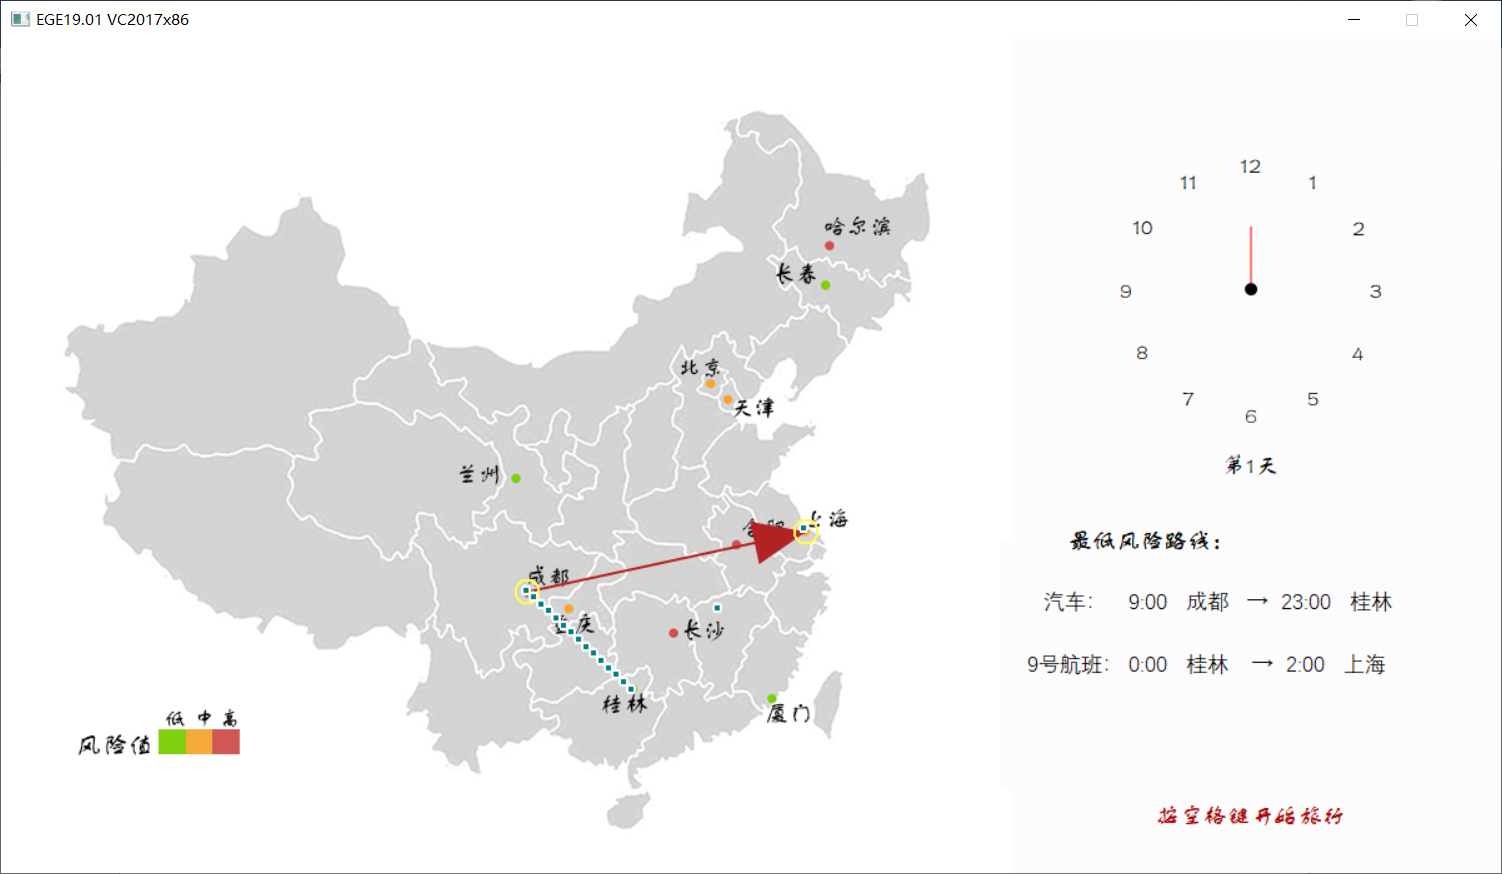 EGE19.01 VC2017x86
哈尔滨
长春
北京
天津
兰州
上海
合肥
成都
重庆
长沙
桂林
厦门
低 中 高
风险值
12
11 1
10 2
9 3
8 4
7 5
6
第1天
最低风险路线:
汽车: 9:00 成都 → 23:00 桂林
9号航班: 0:00 桂林 → 2:00 上海
按空格键开始旅行